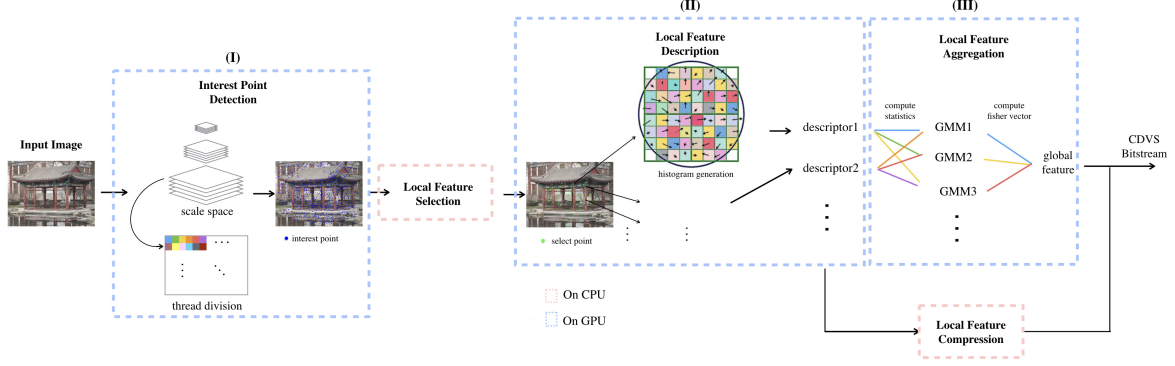 Input Image
(I)
Interest Point
Detection
scale space
thread division
interest point
Local Feature
Selection
(II)
Local Feature
Description
histogram generation
select point
descriptor1
descriptor2
(III)
Local Feature
Aggregation
compute
statistics
compute
fisher vector
GMM1
GMM2
GMM3
global
feature
CDVS
Bitstream
Local Feature
Compression
On CPU
On GPU